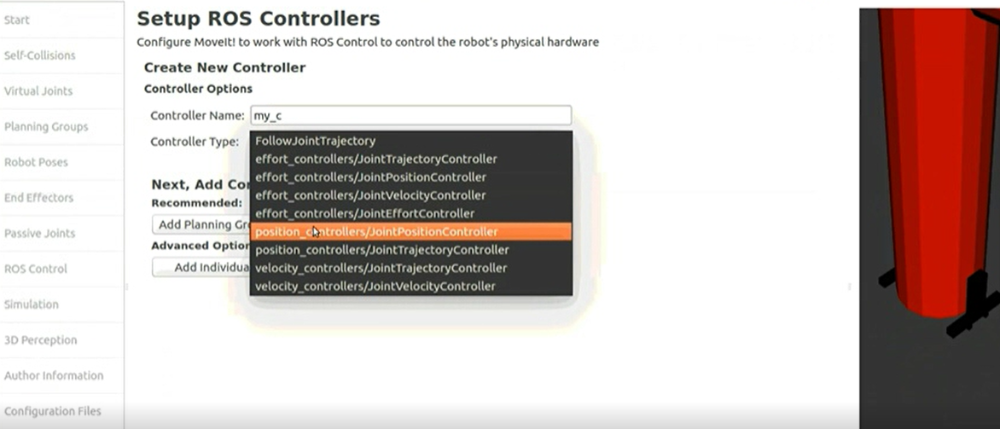 Start
Self-Collisions
Virtual Joints
Planning Groups
Robot Poses
End Effectors
Passive Joints
ROS Control
Simulation
3D Perception
Author Information
Configuration Files
Setup ROS Controllers
Configure MoveIt! to work with ROS Control to control the robot's physical hardware
Create New Controller
Controller Options
Controller Name: my_c
Controller Type:
FollowJointTrajectory
effort_controllers/JointTrajectoryController
effort_controllers/JointPositionController
effort_controllers/JointVelocityController
effort_controllers/JointEffortController
position_controllers/JointPositionController
position_controllers/JointTrajectoryController
velocity_controllers/JointTrajectoryController
velocity_controllers/JointVelocityController
Next, Add Co
Recommended:
Add Planning Gr
Advanced Option
Add Individua